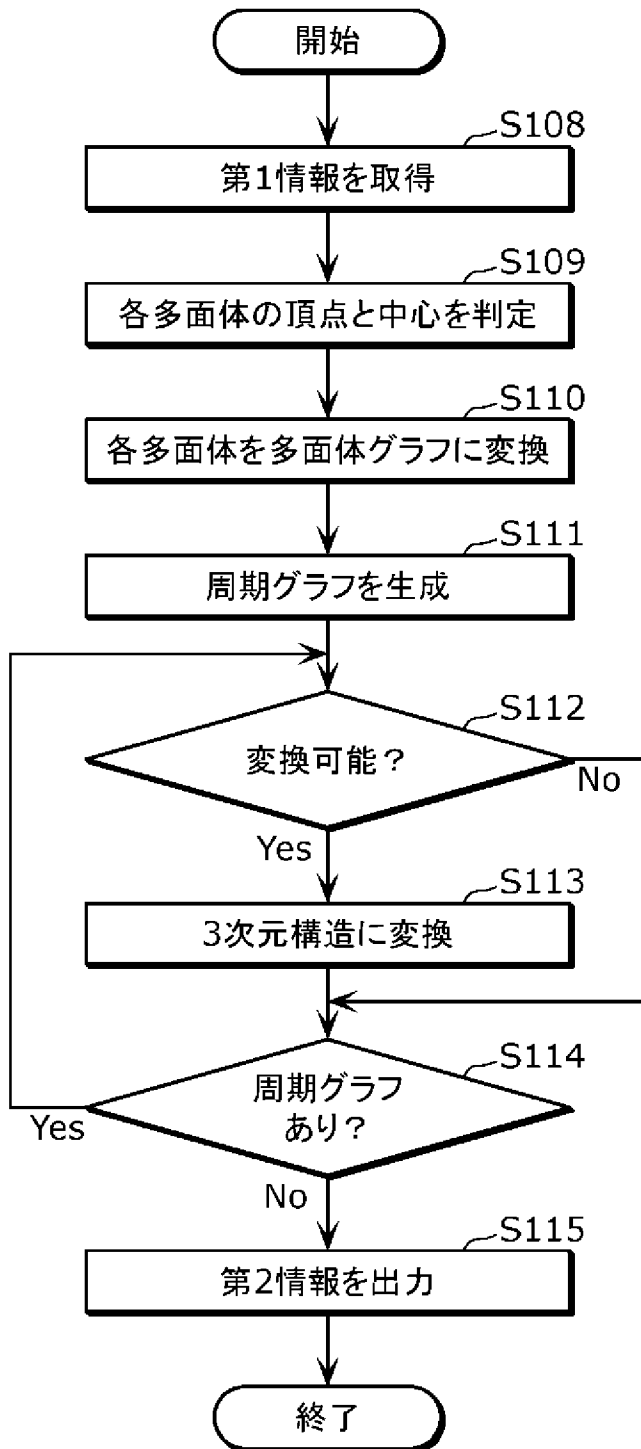 開始
S108
第1情報を取得
S109
各多面体の頂点と中心を判定
S110
各多面体を多面体グラフに変換
S111
周期グラフを生成
S112
変換可能？
No
Yes
S113
3次元構造に変換
S114
周期グラフ
あり？
Yes
No
S115
第2情報を出力
終了